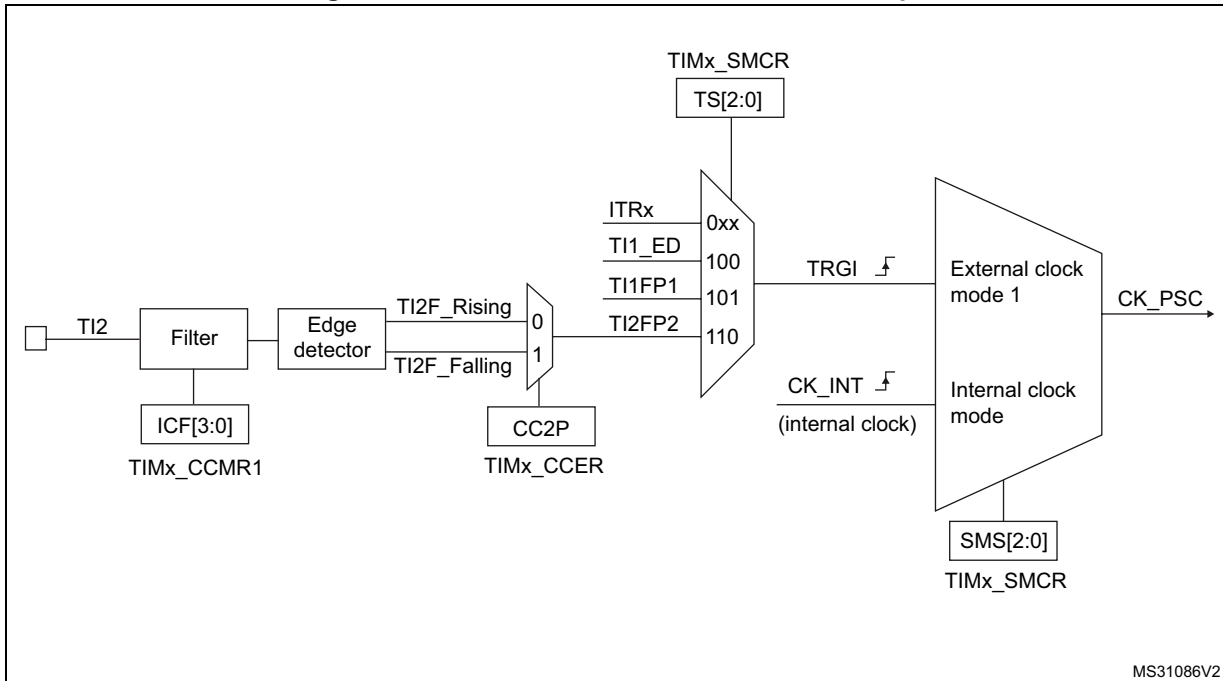 TIMx_SMCR
TS[2:0]
ITRx
0xx
TI1_ED
100
TI1FP1
101
TI2FP2
110
TRGI
External clock
mode 1
CK_PSC
TI2
Filter
Edge
detector
TI2F_Rising
0
TI2F_Falling
1
CK_INT
(internal clock)
Internal clock
mode
ICF[3:0]
TIMx_CCMR1
CC2P
TIMx_CCER
SMS[2:0]
TIMx_SMCR
MS31086V2